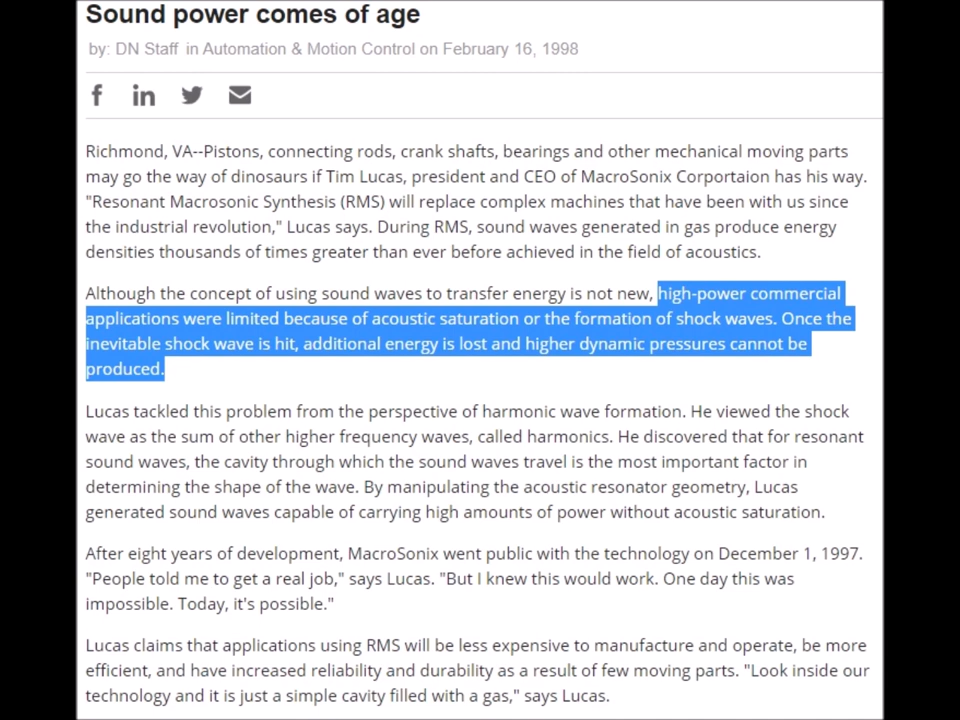 Sound power comes of age
by: DN Staff in Automation & Motion Control on February 16, 1998
Richmond, VA--Pistons, connecting rods, crank shafts, bearings and other mechanical moving parts
may go the way of dinosaurs if Tim Lucas, president and CEO of MacroSonix Corportaion has his way.
"Resonant Macrosonic Synthesis (RMS) will replace complex machines that have been with us since
the industrial revolution," Lucas says. During RMS, sound waves generated in gas produce energy
densities thousands of times greater than ever before achieved in the field of acoustics.
Although the concept of using sound waves to transfer energy is not new, high-power commercial
applications were limited because of acoustic saturation or the formation of shock waves. Once the
inevitable shock wave is hit, additional energy is lost and higher dynamic pressures cannot be
produced.
Lucas tackled this problem from the perspective of harmonic wave formation. He viewed the shock
wave as the sum of other higher frequency waves, called harmonics. He discovered that for resonant
sound waves, the cavity through which the sound waves travel is the most important factor in
determining the shape of the wave. By manipulating the acoustic resonator geometry, Lucas
generated sound waves capable of carrying high amounts of power without acoustic saturation.
After eight years of development, MacroSonix went public with the technology on December 1, 1997.
"People told me to get a real job," says Lucas. "But I knew this would work. One day this was
impossible. Today, it's possible."
Lucas claims that applications using RMS will be less expensive to manufacture and operate, be more
efficient, and have increased reliability and durability as a result of few moving parts. "Look inside our
technology and it is just a simple cavity filled with a gas," says Lucas.